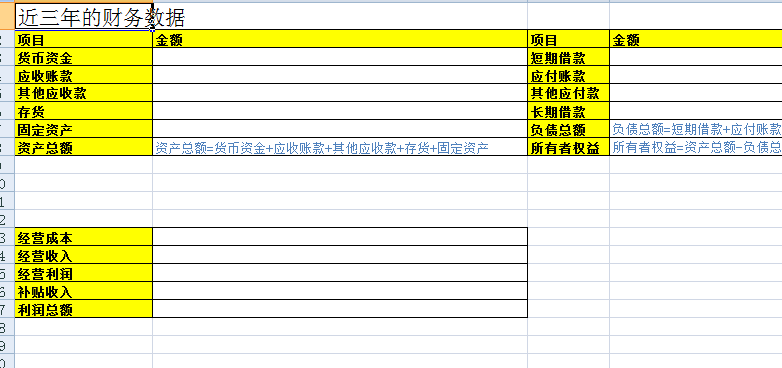 近三年的财务数据
项目 金额 项目 金额
货币资金 短期借款
应收账款 应付账款
其他应收款 其他应付款
存货 长期借款
固定资产 负债总额 负债总额=短期借款+应付账款
资产总额 资产总额=货币资金+应收账款+其他应收款+存货+固定资产 所有者权益 所有者权益=资产总额-负债总
经营成本
经营收入
经营利润
补贴收入
利润总额